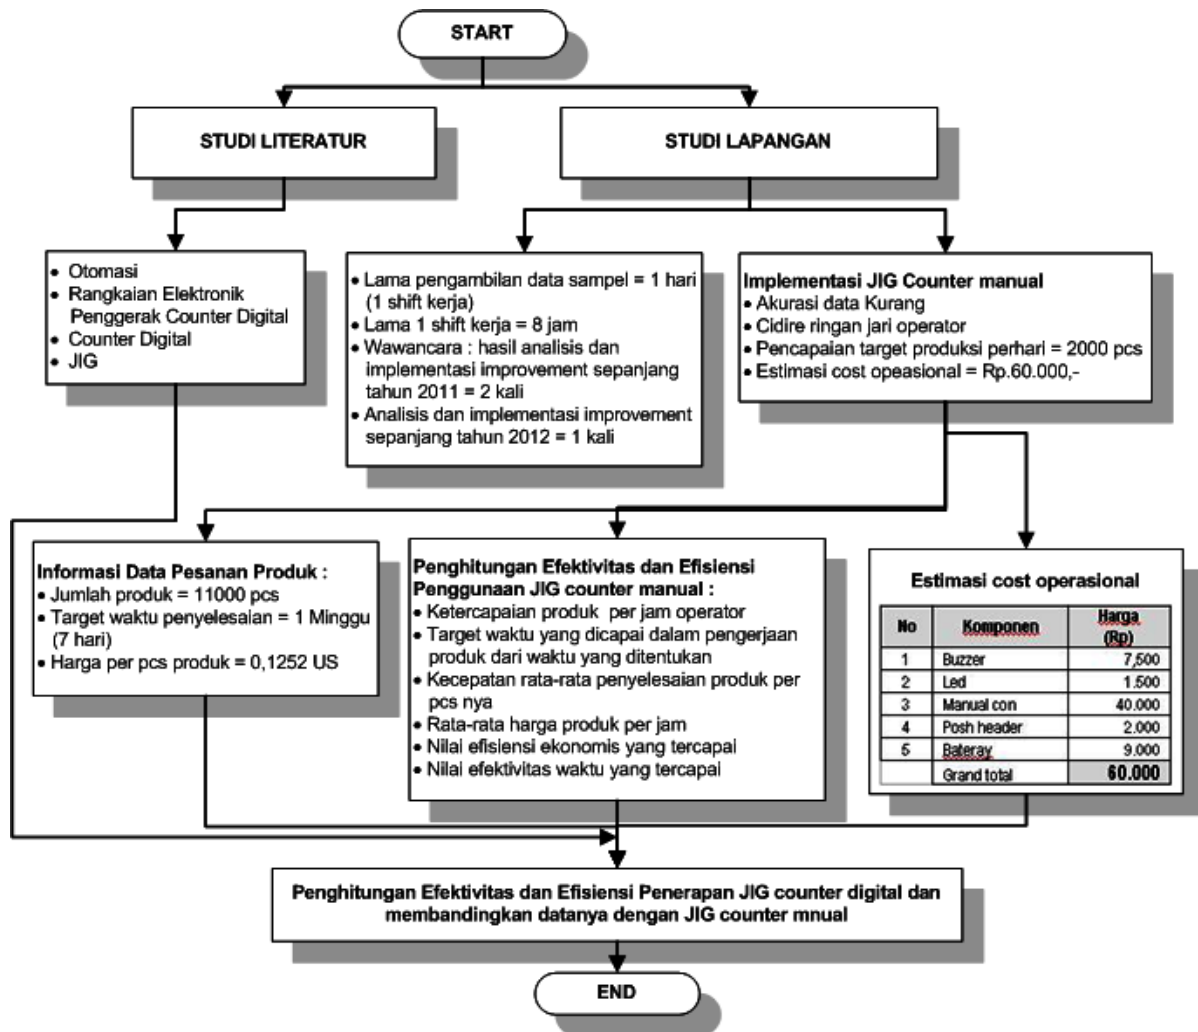 START
STUDI LITERATUR
STUDI LAPANGAN
• Otomasi
• Rangkaian Elektronik
Penggerak Counter Digital
• Counter Digital
• JIG
• Lama pengambilan data sampel = 1 hari
(1 shift kerja)
• Lama 1 shift kerja = 8 jam
• Wawancara : hasil analisis dan
implementasi improvement sepanjang
tahun 2011 = 2 kali
• Analisis dan implementasi improvement
sepanjang tahun 2012 = 1 kali
Implementasi JIG Counter manual
• Akurasi data Kurang
• Cidire ringan jari operator
• Pencapaian target produksi perhari = 2000 pcs
• Estimasi cost opeasional = Rp.60.000,-
Informasi Data Pesanan Produk :
• Jumlah produk = 11000 pcs
• Target waktu penyelesaian = 1 Minggu
(7 hari)
• Harga per pcs produk = 0,1252 US
Penghitungan Efektivitas dan Efisiensi
Penggunaan JIG counter manual :
• Ketercapaian produk per jam operator
• Target waktu yang dicapai dalam pengerjaan
produk dari waktu yang ditentukan
• Kecepatan rata-rata penyelesaian produk per
pcs nya
• Rata-rata harga produk per jam
• Nilai efisiensi ekonomis yang tercapai
• Nilai efektivitas waktu yang tercapai
Estimasi cost operasional
No Komponen Harga
(Rp)
1 Buzzer 7,500
2 Led 1.500
3 Manual con 40.000
4 Posh header 2.000
5 Bateray 9.000
Grand total 60.000
Penghitungan Efektivitas dan Efisiensi Penerapan JIG counter digital dan
membandingkan datanya dengan JIG counter mnual
END